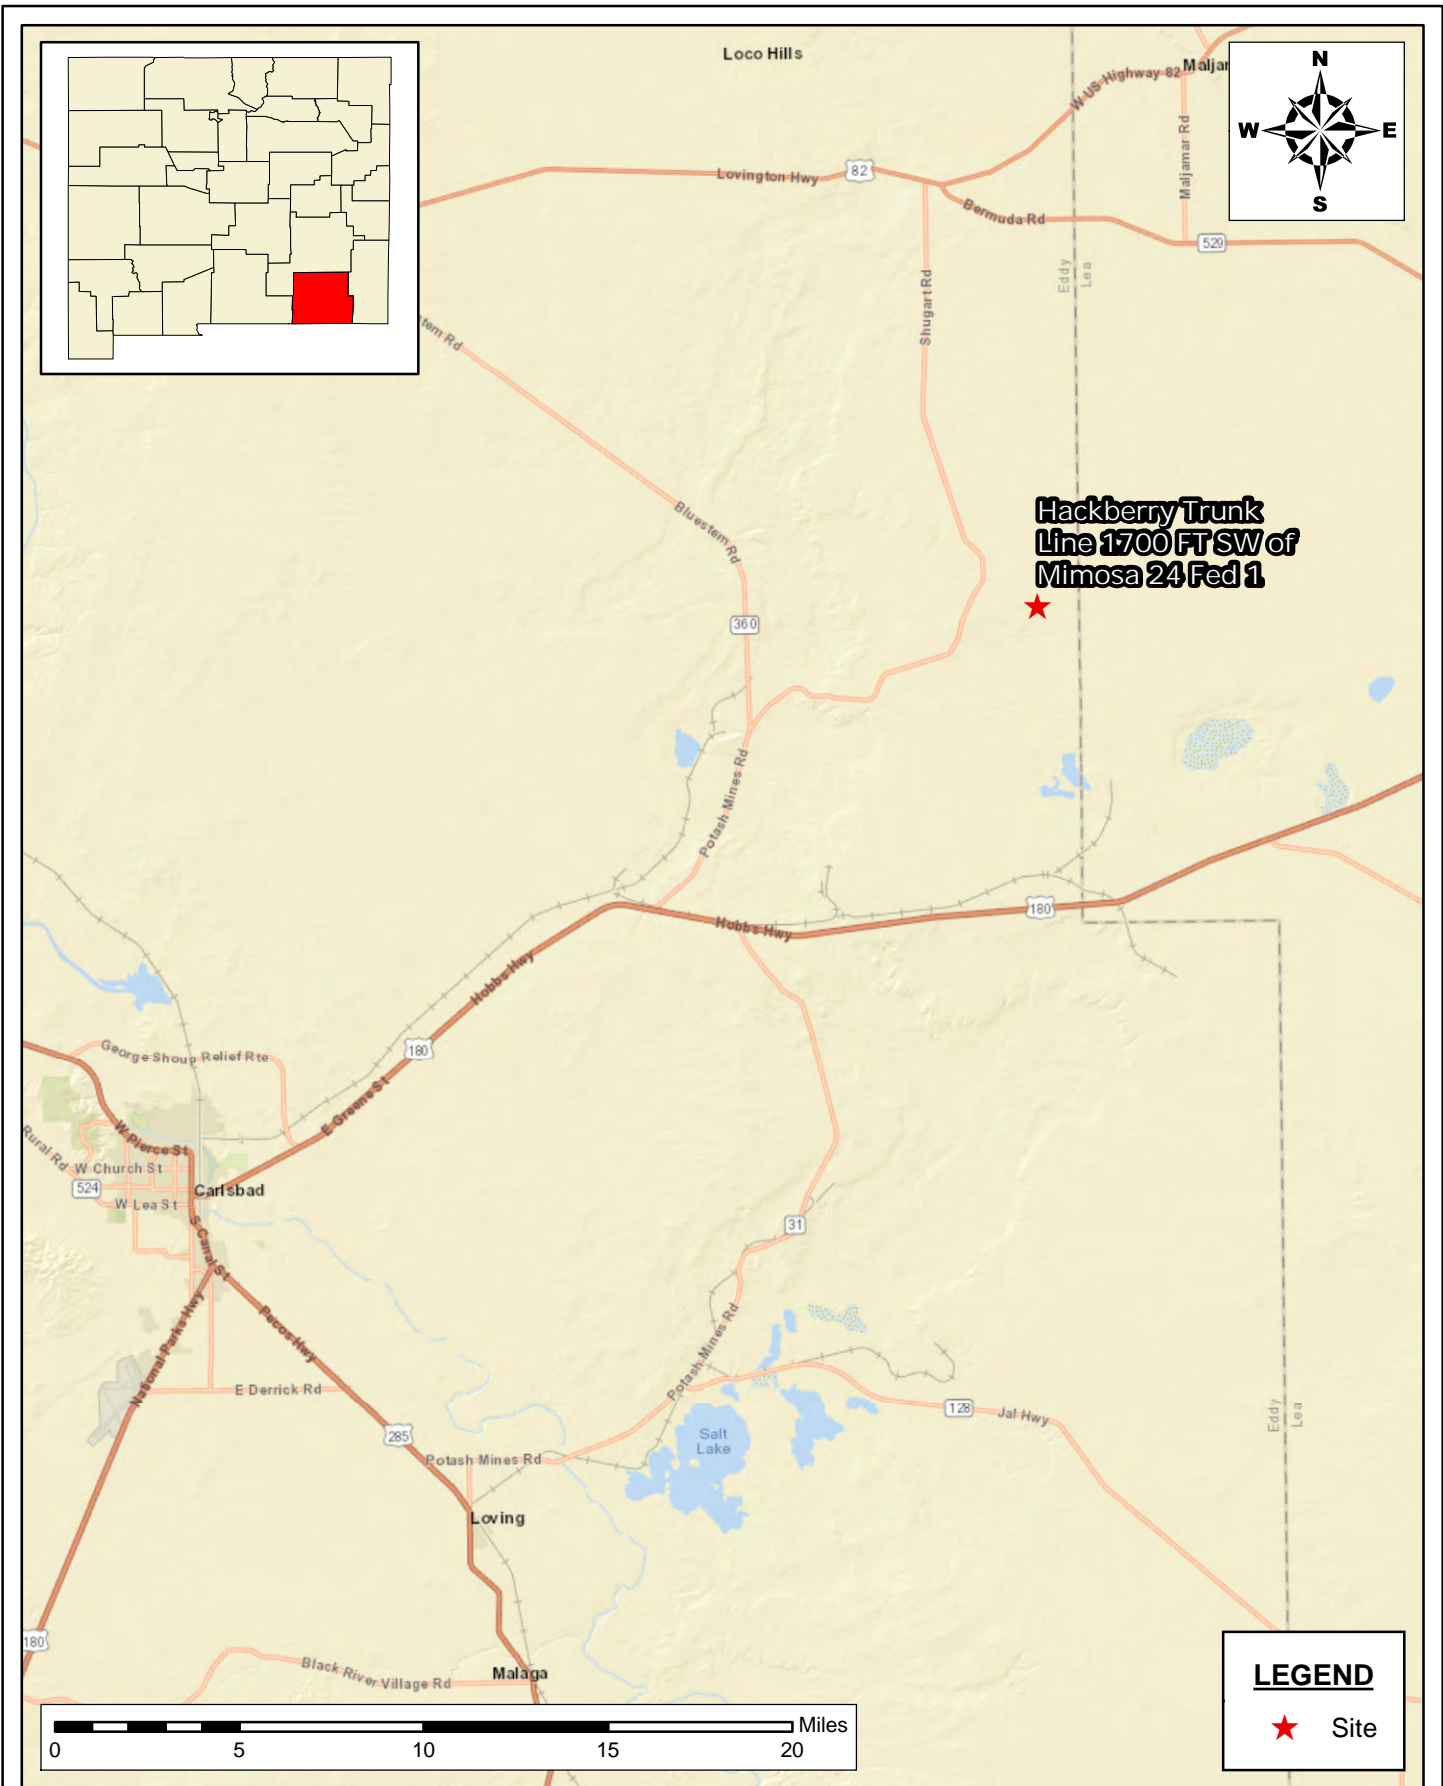 Loco Hills
Maljar
W US Highway 82
N
W
E
S
Maljamar Rd
Lovington Hwy
82
Bermuda Rd
529
Eddy
Lea
Shugart Rd
tem Rd
Hackberry Trunk
Line 1700 FT SW of
Mimosa 24 Fed 1
Bluestem Rd
360
Potash Mines Rd
180
Hobbs Hwy
Hobbs Hwy
180
George Shoup Relief Rte
E Greene St
W Pierce St
Rural Rd
W Church St
524
W Lea St
Carlsbad
S Canal St
31
National Parks Hwy
Pecos Hwy
Potash Mines Rd
E Derrick Rd
128
Jal Hwy
Eddy
Lea
285
Salt
Lake
Potash Mines Rd
Loving
180
Black River Village Rd
Malaga
LEGEND
Site
Miles
0
5
10
15
20